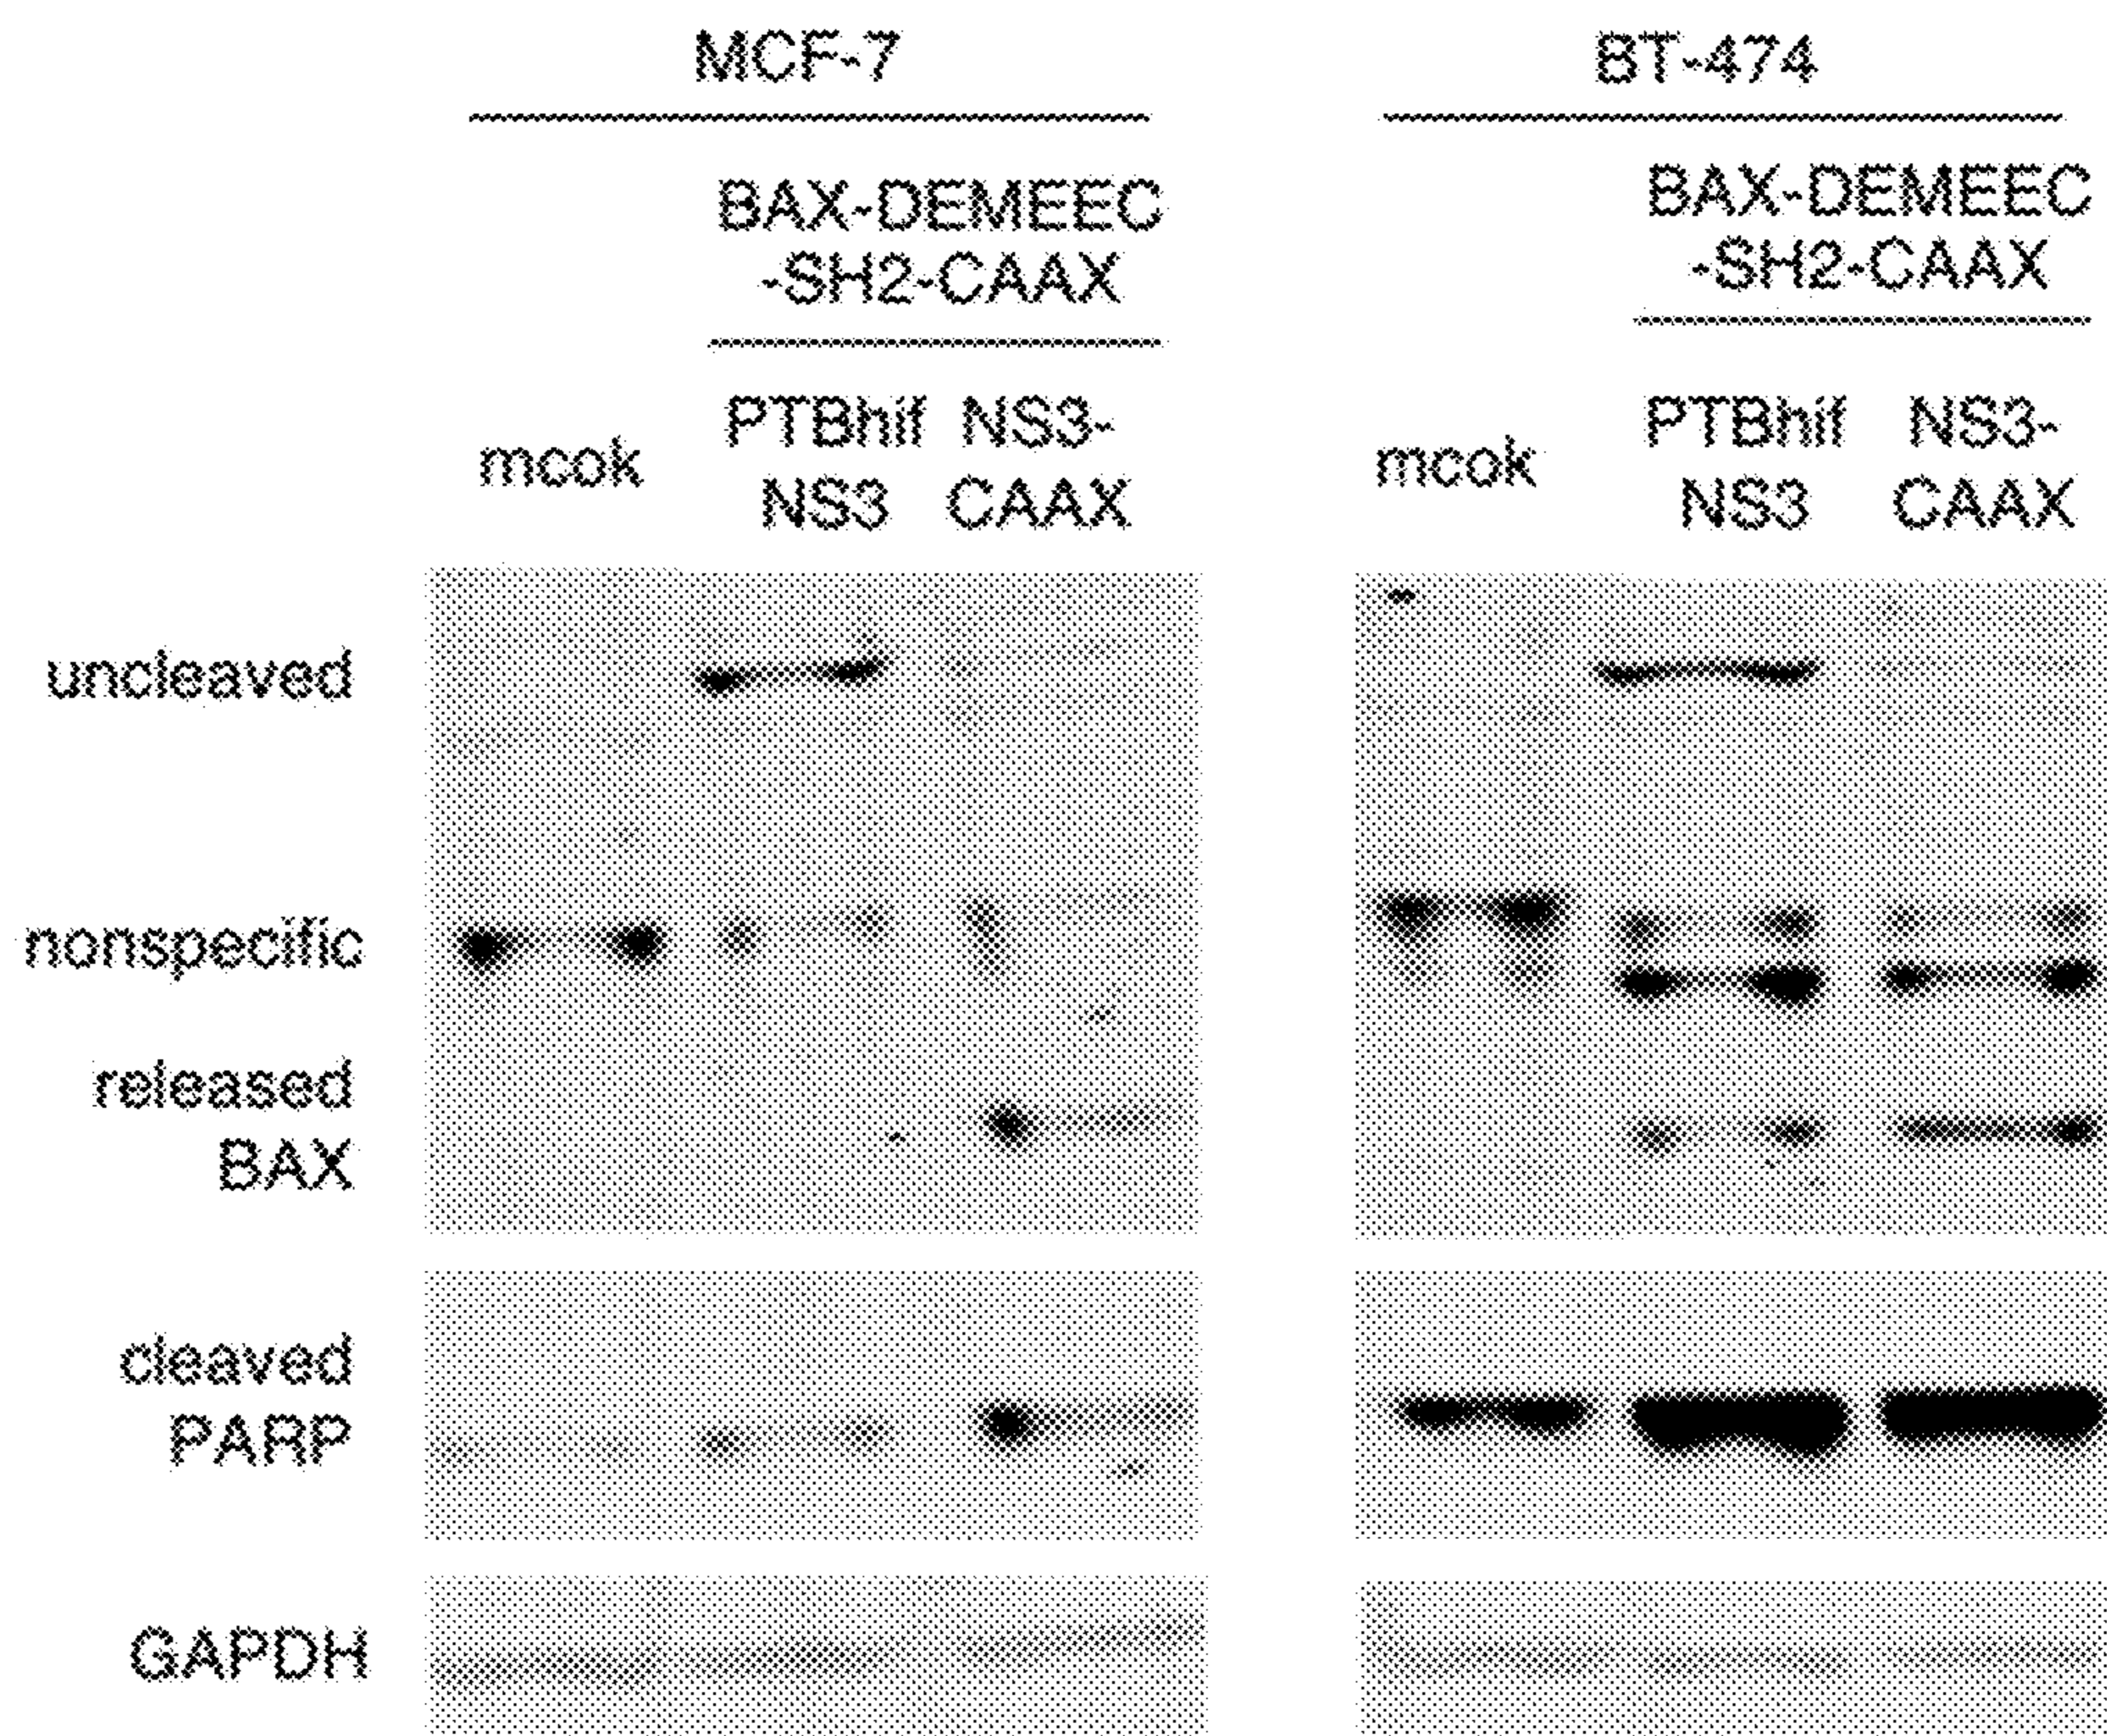 MCF-7
BT-474
BAX-DEMEEC
-SH2-CAAX
BAX-DEMEEC
-SH2-CAAX
mcok
PTBhif
NS3
NS3-
CAAX
mcok
PTBhif
NS3
NS3-
CAAX
uncleaved
nonspecific
released
BAX
cleaved
PARP
GAPDH